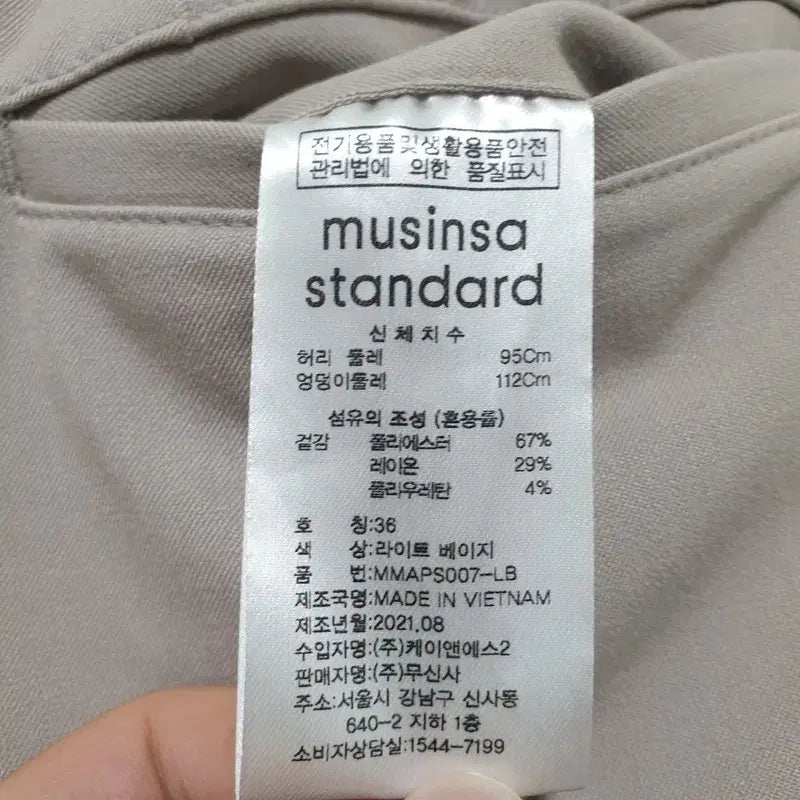 전기용품및생활용품안전
관리법에 의한 품질표시
musinsa
standard
신체치수
허리 둘레 95Cm
엉덩이둘레 112Cm
섬유의 조성 (혼용률)
겉감 폴리에스터 67%
레이온 29%
폴리우레탄 4%
호 칭:36
색 상:라이트 베이지
품 번:MMAPS007-LB
제조국명:MADE IN VIETNAM
제조년월:2021.08
수입자명:(주)케이앤에스2
판매자명:(주)무신사
주소:서울시 강남구 신사동
640-2 지하 1층
소비자상담실:1544-7199